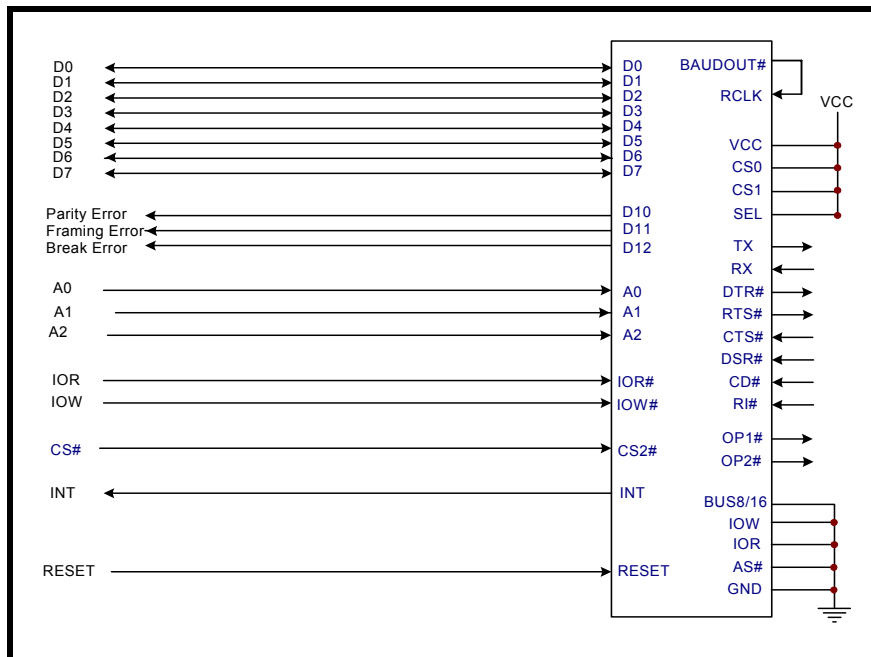 D0 D0 BAUDOUT#
D1 D1
D2 D2 RCLK
D3 D3 VCC
D4 D4
D5 D5 VCC
D6 D6 CS0
D7 D7 CS1
Parity Error D10 SEL
Framing Error D11
Break Error D12 TX
RX
A0 A0 DTR#
A1 A1 RTS#
A2 A2 CTS#
DSR#
IOR IOR# CD#
IOW IOW# RI#
OP1#
CS# CS2# OP2#
INT INT BUS8/16
IOW
IOR
RESET RESET AS#
GND